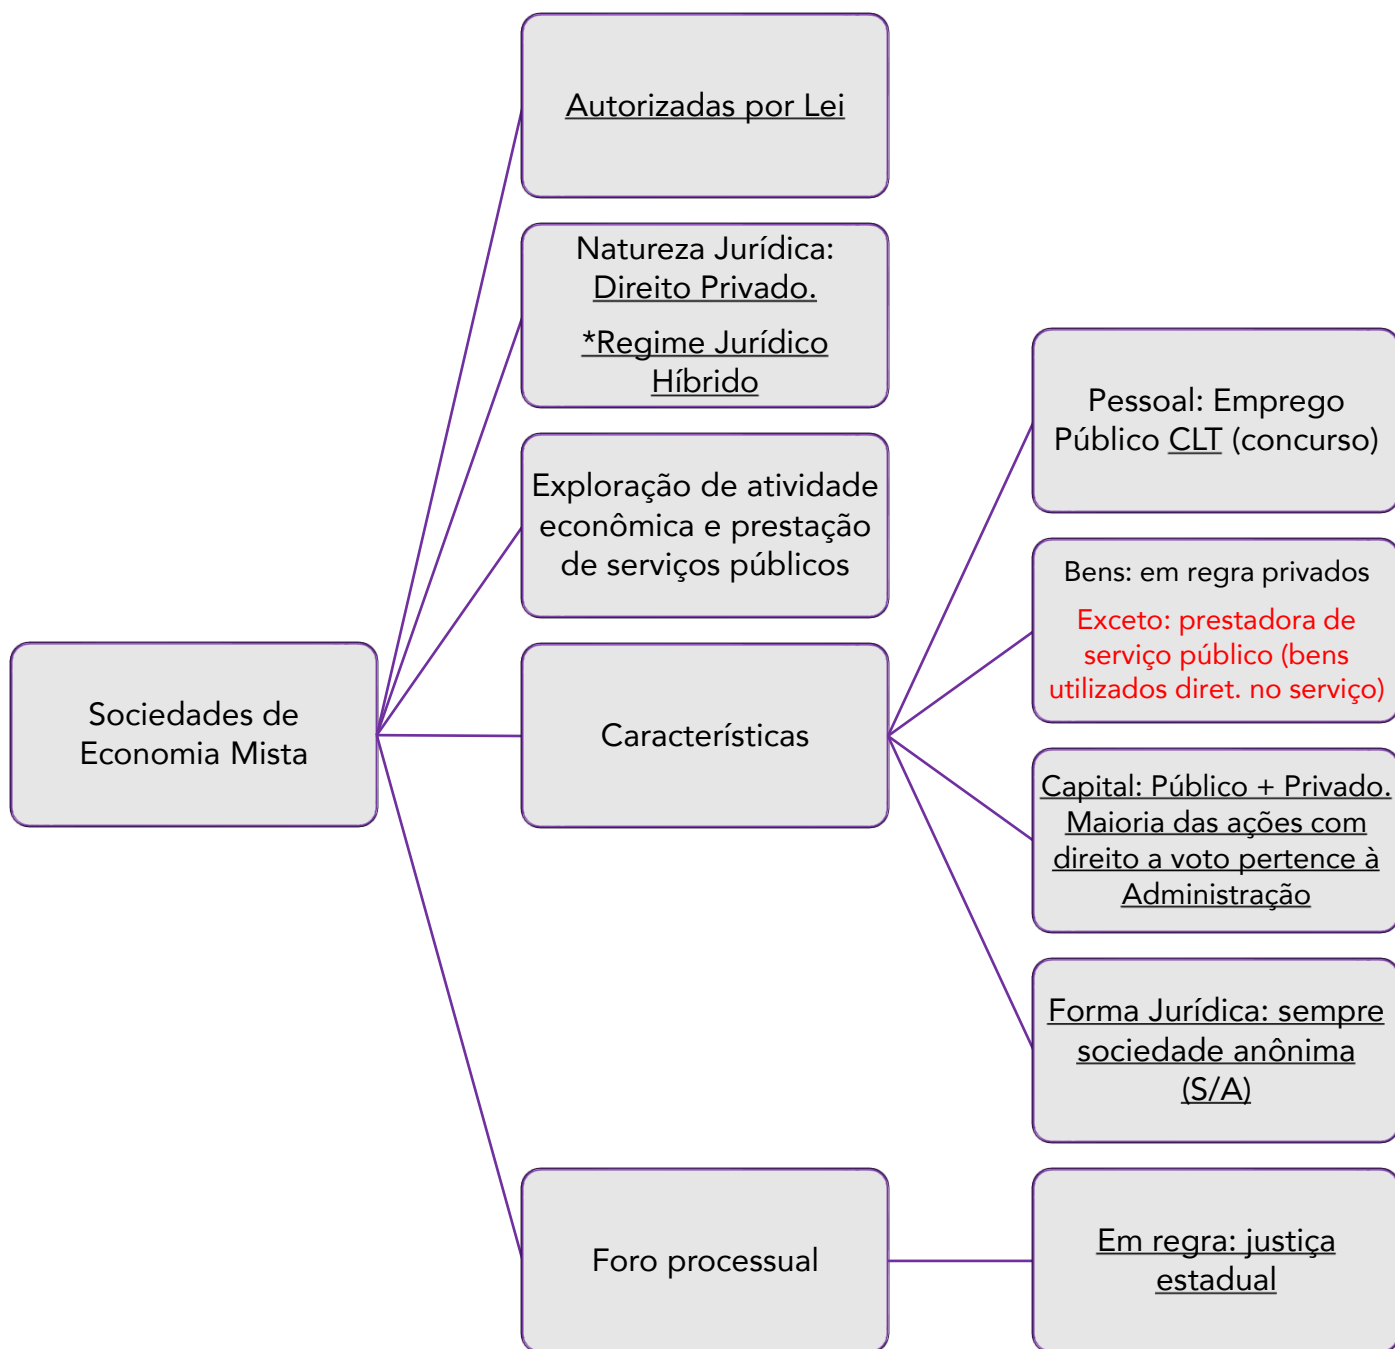 Sociedades de
Economia Mista
Autorizadas por Lei
Natureza Jurídica:
Direito Privado.
*Regime Jurídico
Híbrido
Exploração de atividade
econômica e prestação
de serviços públicos
Características
Pessoal: Emprego
Público CLT (concurso)
Bens: em regra privados
Exceto: prestadora de
serviço público (bens
utilizados diret. no serviço)
Capital: Público + Privado.
Maioria das ações com
direito a voto pertence à
Administração
Forma Jurídica: sempre
sociedade anônima
(S/A)
Foro processual
Em regra: justiça
estadual